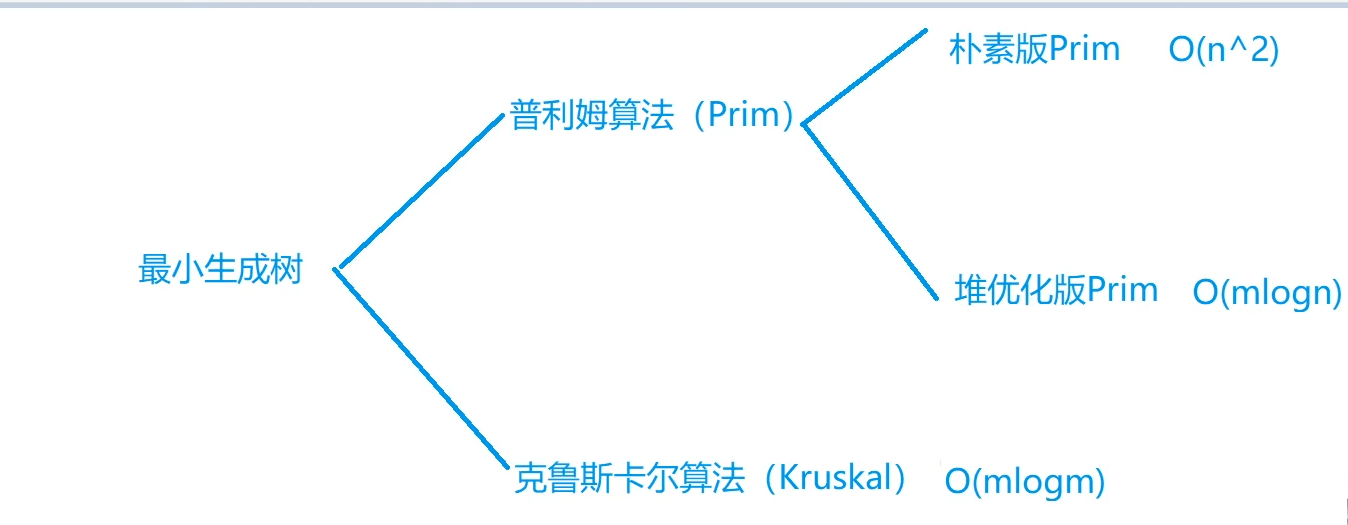 朴素版Prim O(n^2)
普利姆算法（Prim）
最小生成树
堆优化版Prim O(mlogn)
克鲁斯卡尔算法（Kruskal） O(mlogm)